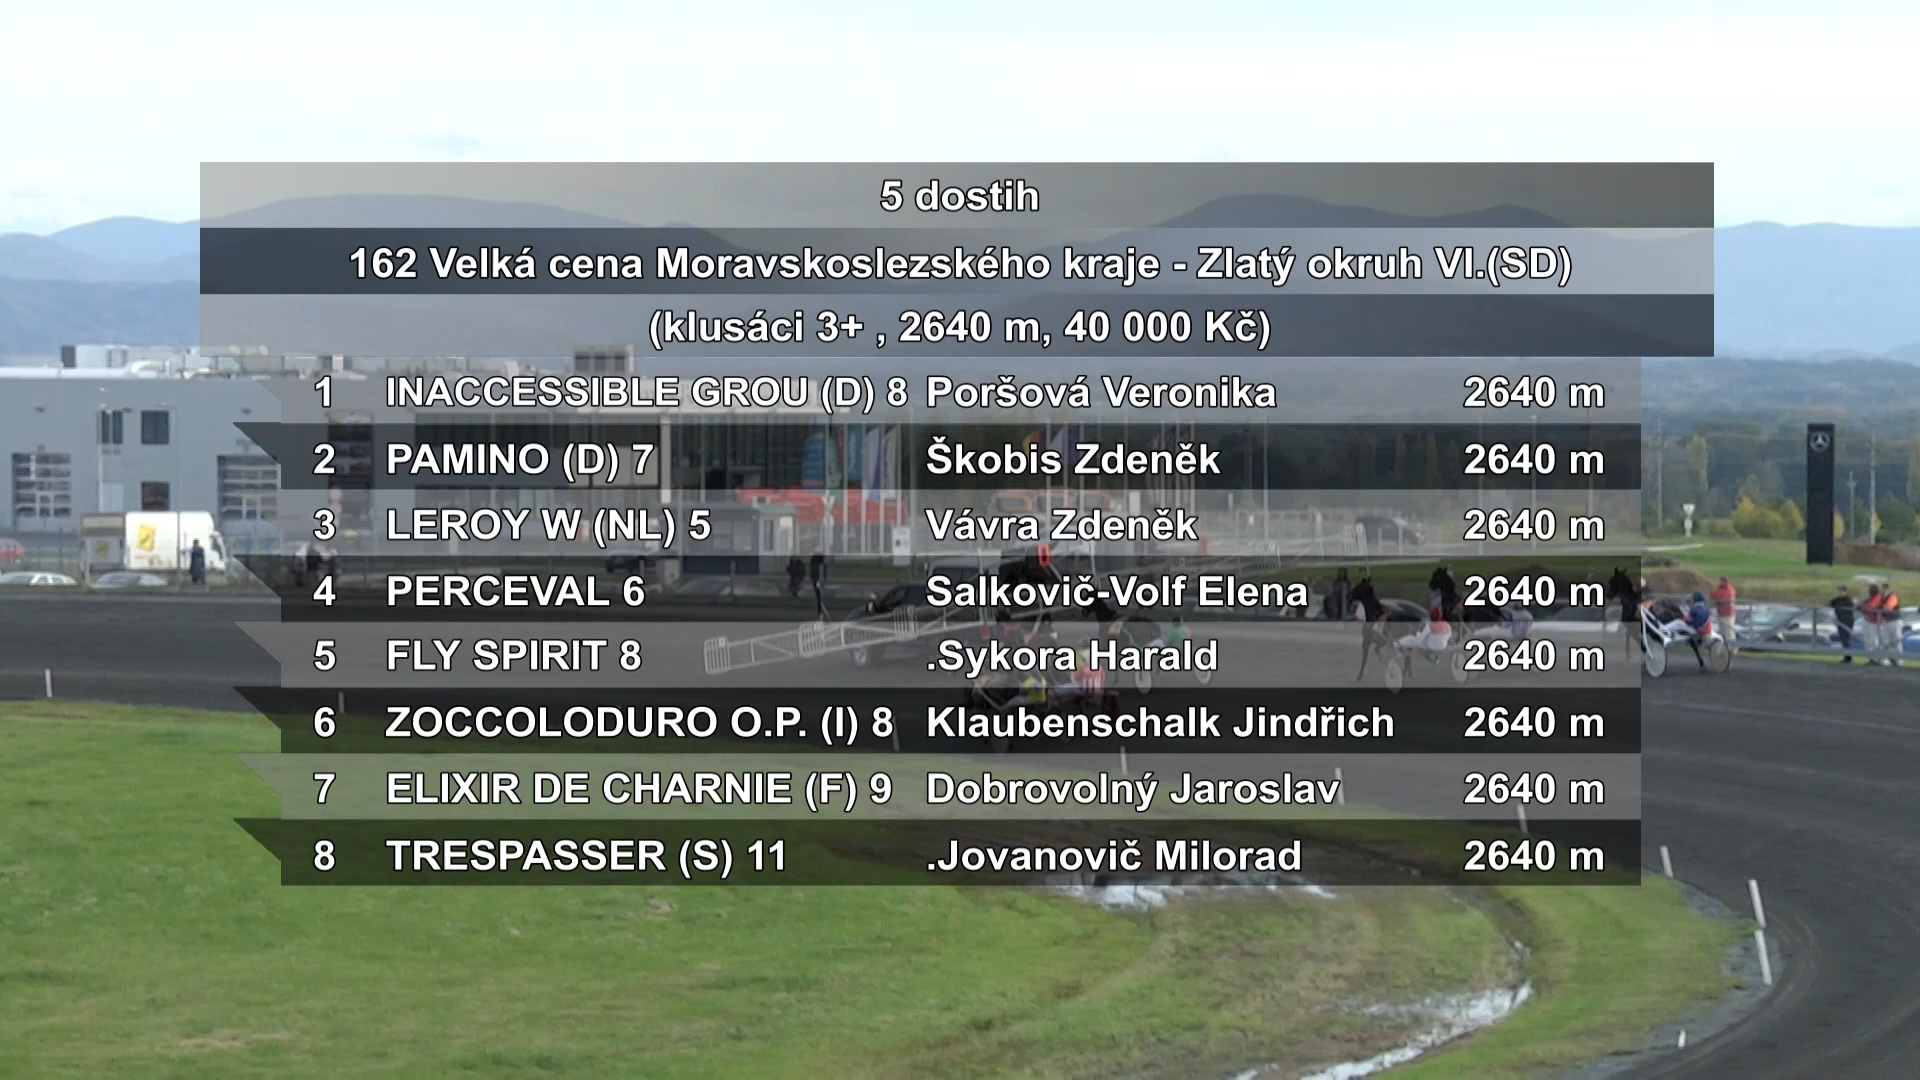 5 dostih
162 Velká cena Moravskoslezského kraje - Zlatý okruh VI.(SD)
(klusáci 3+ , 2640 m, 40 000 Kč)
1 INACCESSIBLE GROU (D) 8 Poršová Veronika 2640 m
2 PAMINO (D) 7 Škobis Zdeněk 2640 m
3 LEROY W (NL) 5 Vávra Zdeněk 2640 m
4 PERCEVAL 6 Salkovič-Volf Elena 2640 m
5 FLY SPIRIT 8 .Sykora Harald 2640 m
6 ZOCCOLODURO O.P. (I) 8 Klaubenschalk Jindřich 2640 m
7 ELIXIR DE CHARNIE (F) 9 Dobrovolný Jaroslav 2640 m
8 TRESPASSER (S) 11 .Jovanovič Milorad 2640 m